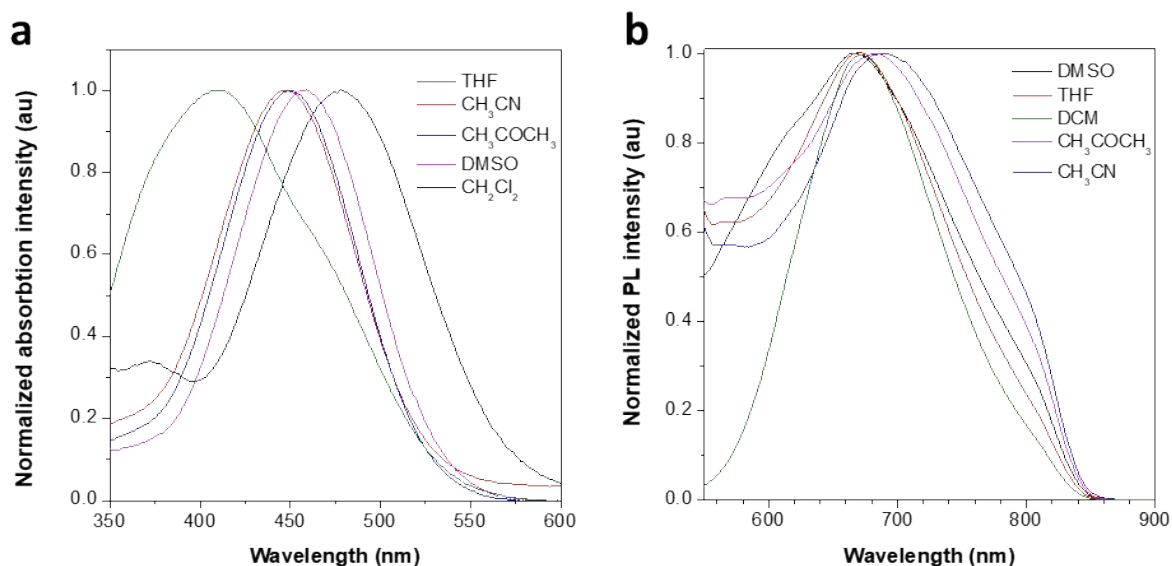 a
Normalized absorbtion intensity (au)
1.0
0.8
0.6
0.4
0.2
0.0
THF
CH₃CN
CH₃COCH₃
DMSO
CH₂Cl₂
350
400
450
500
550
600
Wavelength (nm)
b
Normalized PL intensity (au)
1.0
0.8
0.6
0.4
0.2
0.0
DMSO
THF
DCM
CH₃COCH₃
CH₃CN
600
700
800
900
Wavelength (nm)